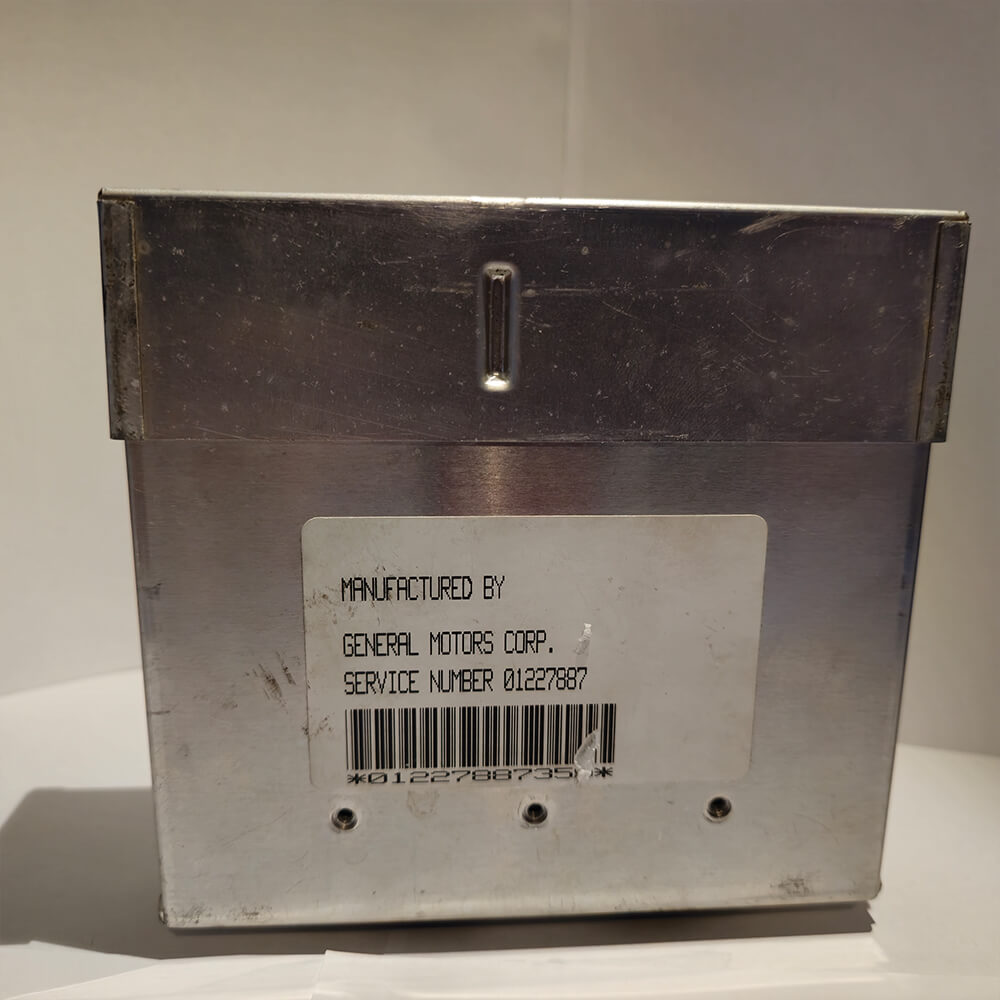 MANUFACTURED BY
GENERAL MOTORS CORP.
SERVICE NUMBER 01227887